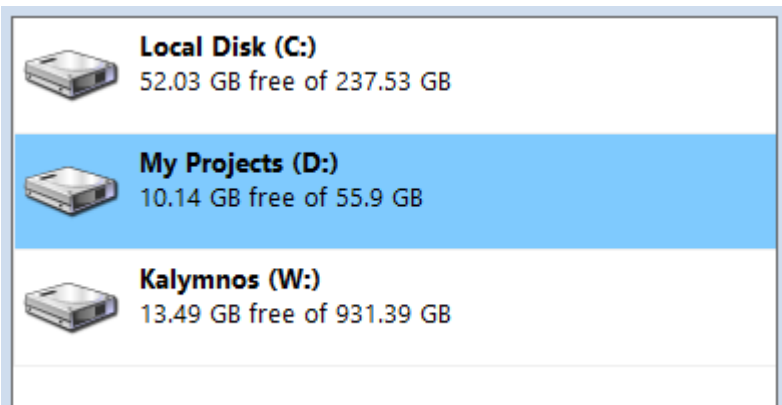 Local Disk (C:)
52.03 GB free of 237.53 GB
My Projects (D:)
10.14 GB free of 55.9 GB
Kalymnos (W:)
13.49 GB free of 931.39 GB